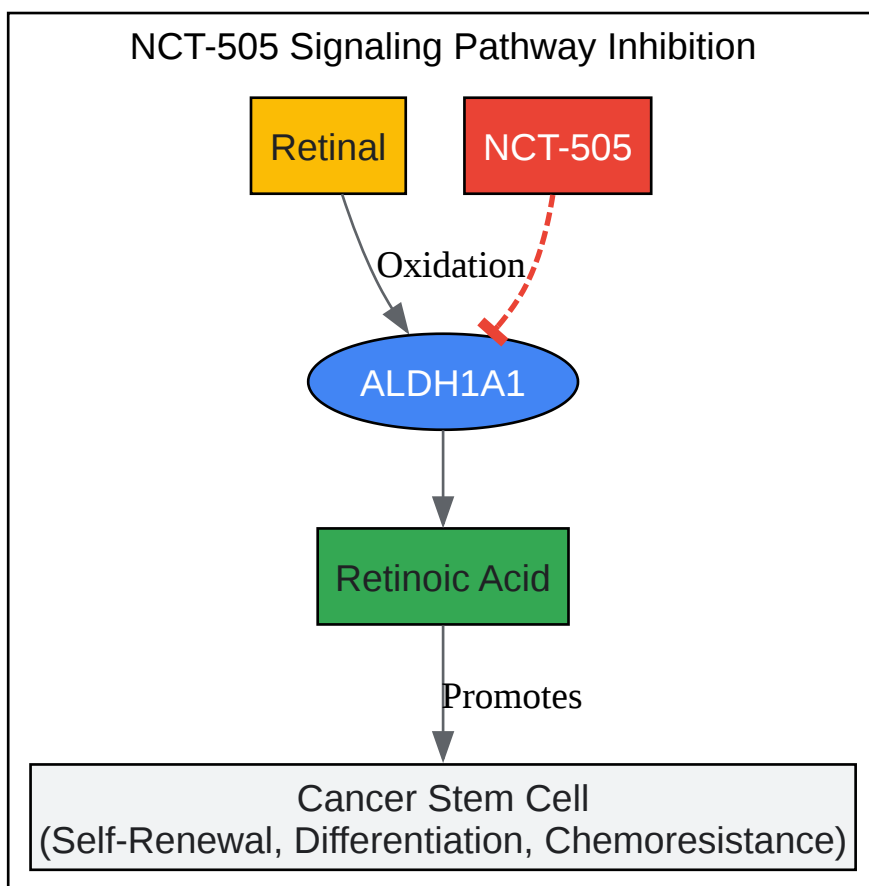 NCT-505 Signaling Pathway Inhibition
Retinal
NCT-505
Oxidation
ALDH1A1
Retinoic Acid
Promotes
Cancer Stem Cell
(Self-Renewal, Differentiation, Chemoresistance)